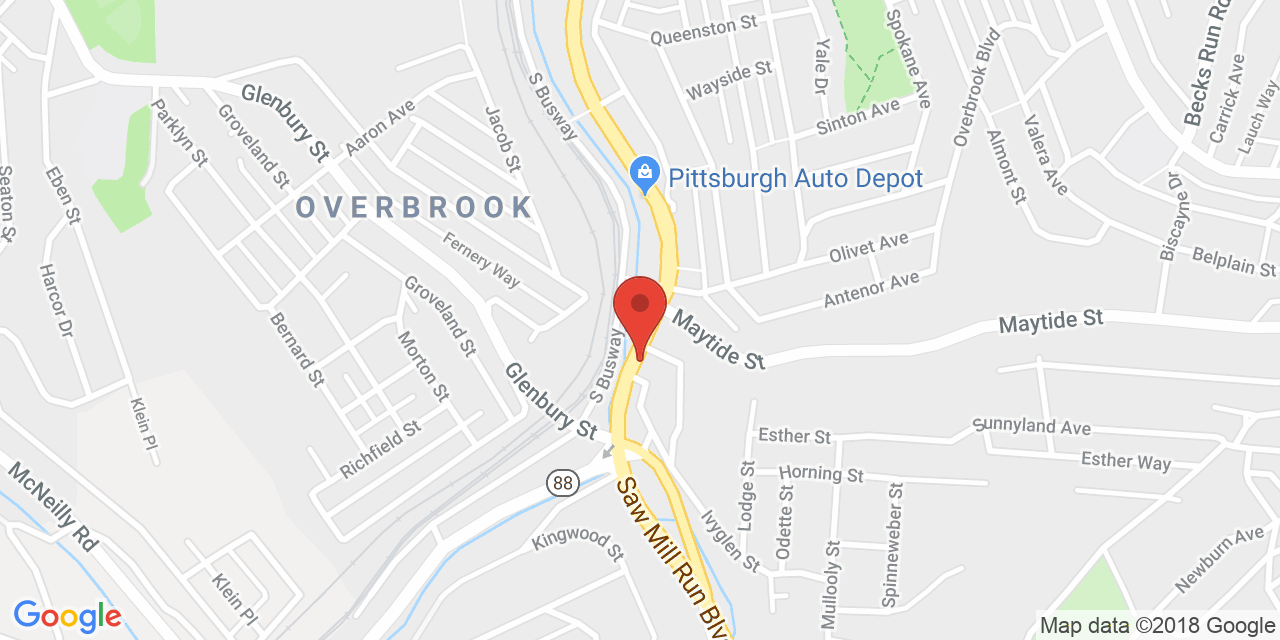 Queenston St
Spokane Ave
Becks Run Rd
Yale Dr
Overbrook Blvd
Carrick Ave
Wayside St
S Busway
Lauch Way
Glenbury St
Parklyn St
Groveland St
Aaron Ave
Jacob St
Sinton Ave
Valera Ave
Almont St
Seaton St
Eben St
Pittsburgh Auto Depot
OVERBROOK
Biscayne Dr
Fernery Way
Olivet Ave
Belplain St
Antenor Ave
Harcor Dr
Groveland St
Bernard St
Morton St
S Busway
Maytide St
Maytide St
Glenbury St
Klein Pl
Richfield St
Esther St
Sunnyland Ave
Esther Way
Horning St
McNeilly Rd
88
Saw Mill Run Blv
Lodge St
Odette St
Ivyglen St
Kingwood St
Spinneweber St
Mullooly St
Newburn Ave
Klein Pl
Google
Map data ©2018 Google